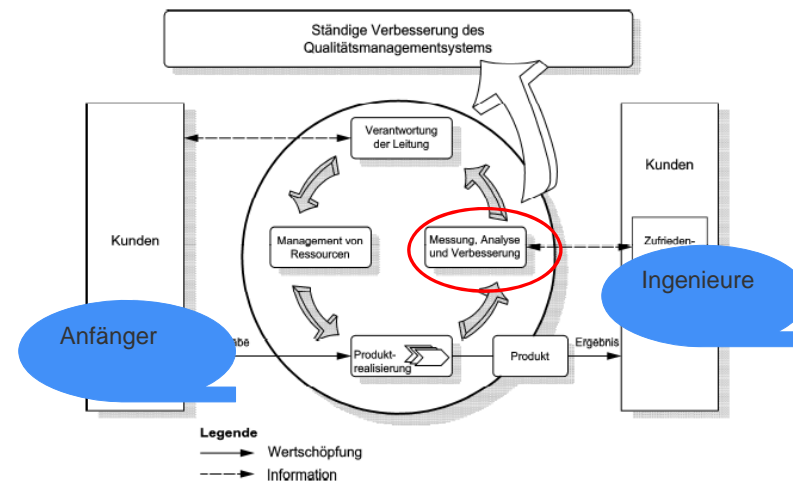 Ständige Verbesserung des
Qualitätsmanagementsystems
Verantwortung
der Leitung
Kunden
Kunden
Management von
Ressourcen
Messung, Analyse
und Verbesserung
Zufrieden-
Ingenieure
Anfänger
Produkt-
realisierung
Produkt
Ergebnis
Legende
Wertschöpfung
Information